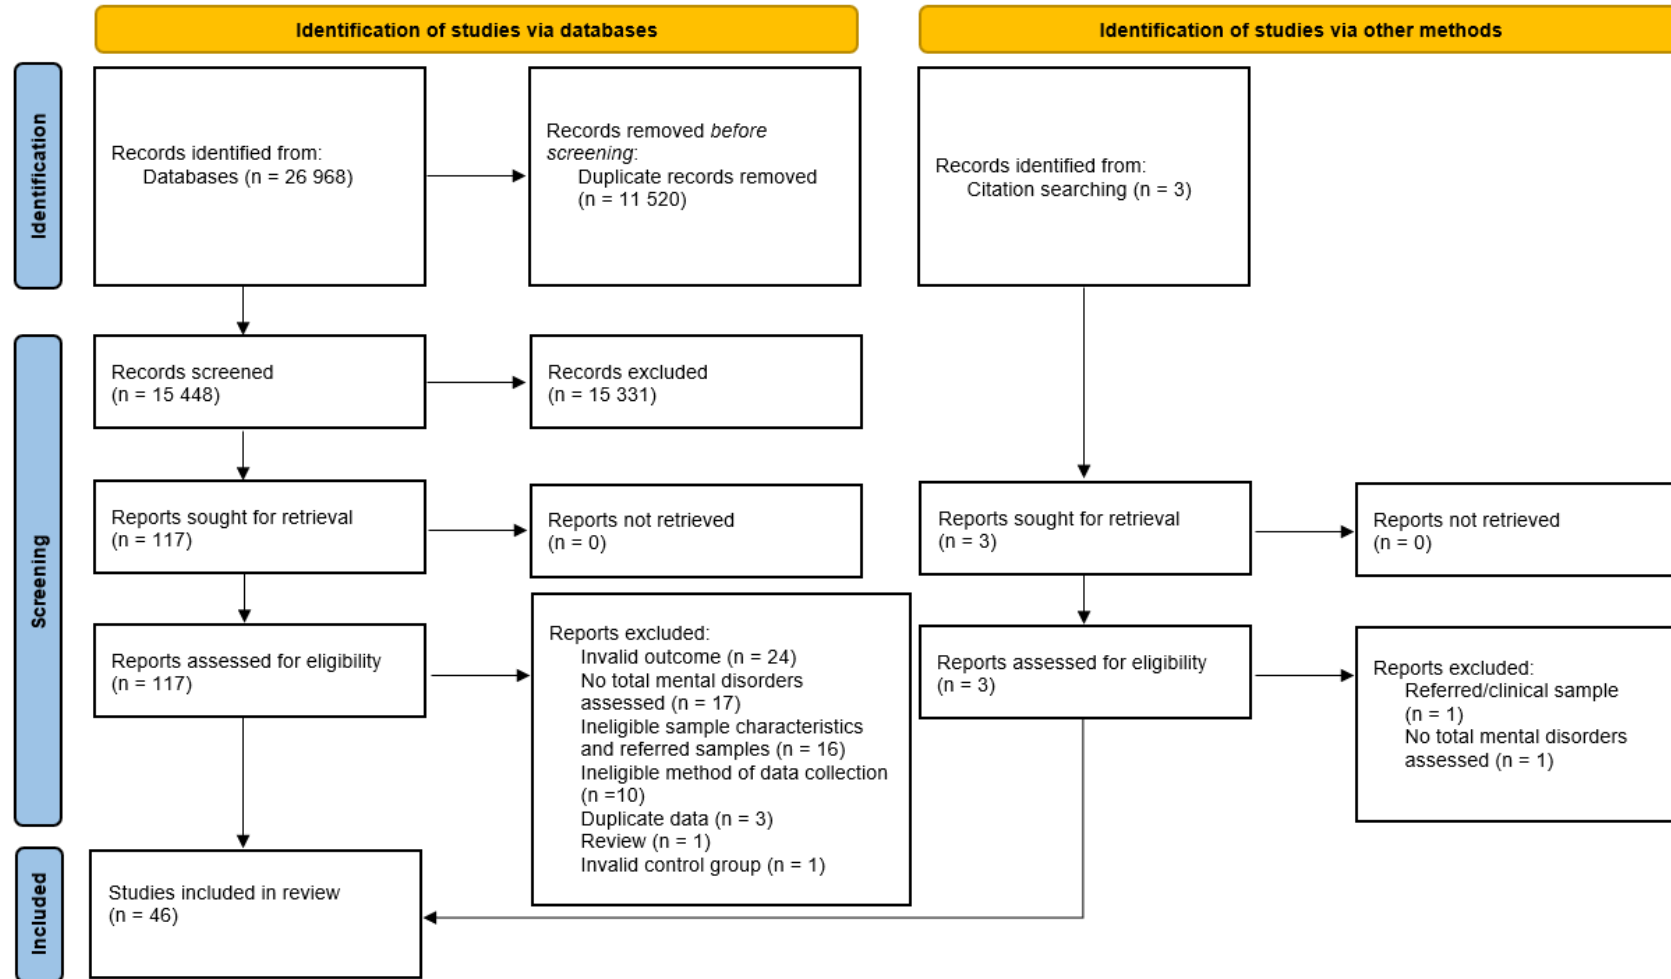 Identification of studies via databases
Identification of studies via other methods
Identification
Records identified from:
Databases (n = 26 968)
Records removed before
screening:
Duplicate records removed
(n = 11 520)
Records identified from:
Citation searching (n = 3)
Screening
Records screened
(n = 15 448)
Records excluded
(n = 15 331)
Reports sought for retrieval
(n = 117)
Reports not retrieved
(n = 0)
Reports sought for retrieval
(n = 3)
Reports not retrieved
(n = 0)
Reports assessed for eligibility
(n = 117)
Reports excluded:
Invalid outcome (n = 24)
No total mental disorders
assessed (n = 17)
Ineligible sample characteristics
and referred samples (n = 16)
Ineligible method of data collection
(n =10)
Duplicate data (n = 3)
Review (n = 1)
Invalid control group (n = 1)
Reports assessed for eligibility
(n = 3)
Reports excluded:
Referred/clinical sample
(n = 1)
No total mental disorders
assessed (n = 1)
Included
Studies included in review
(n = 46)